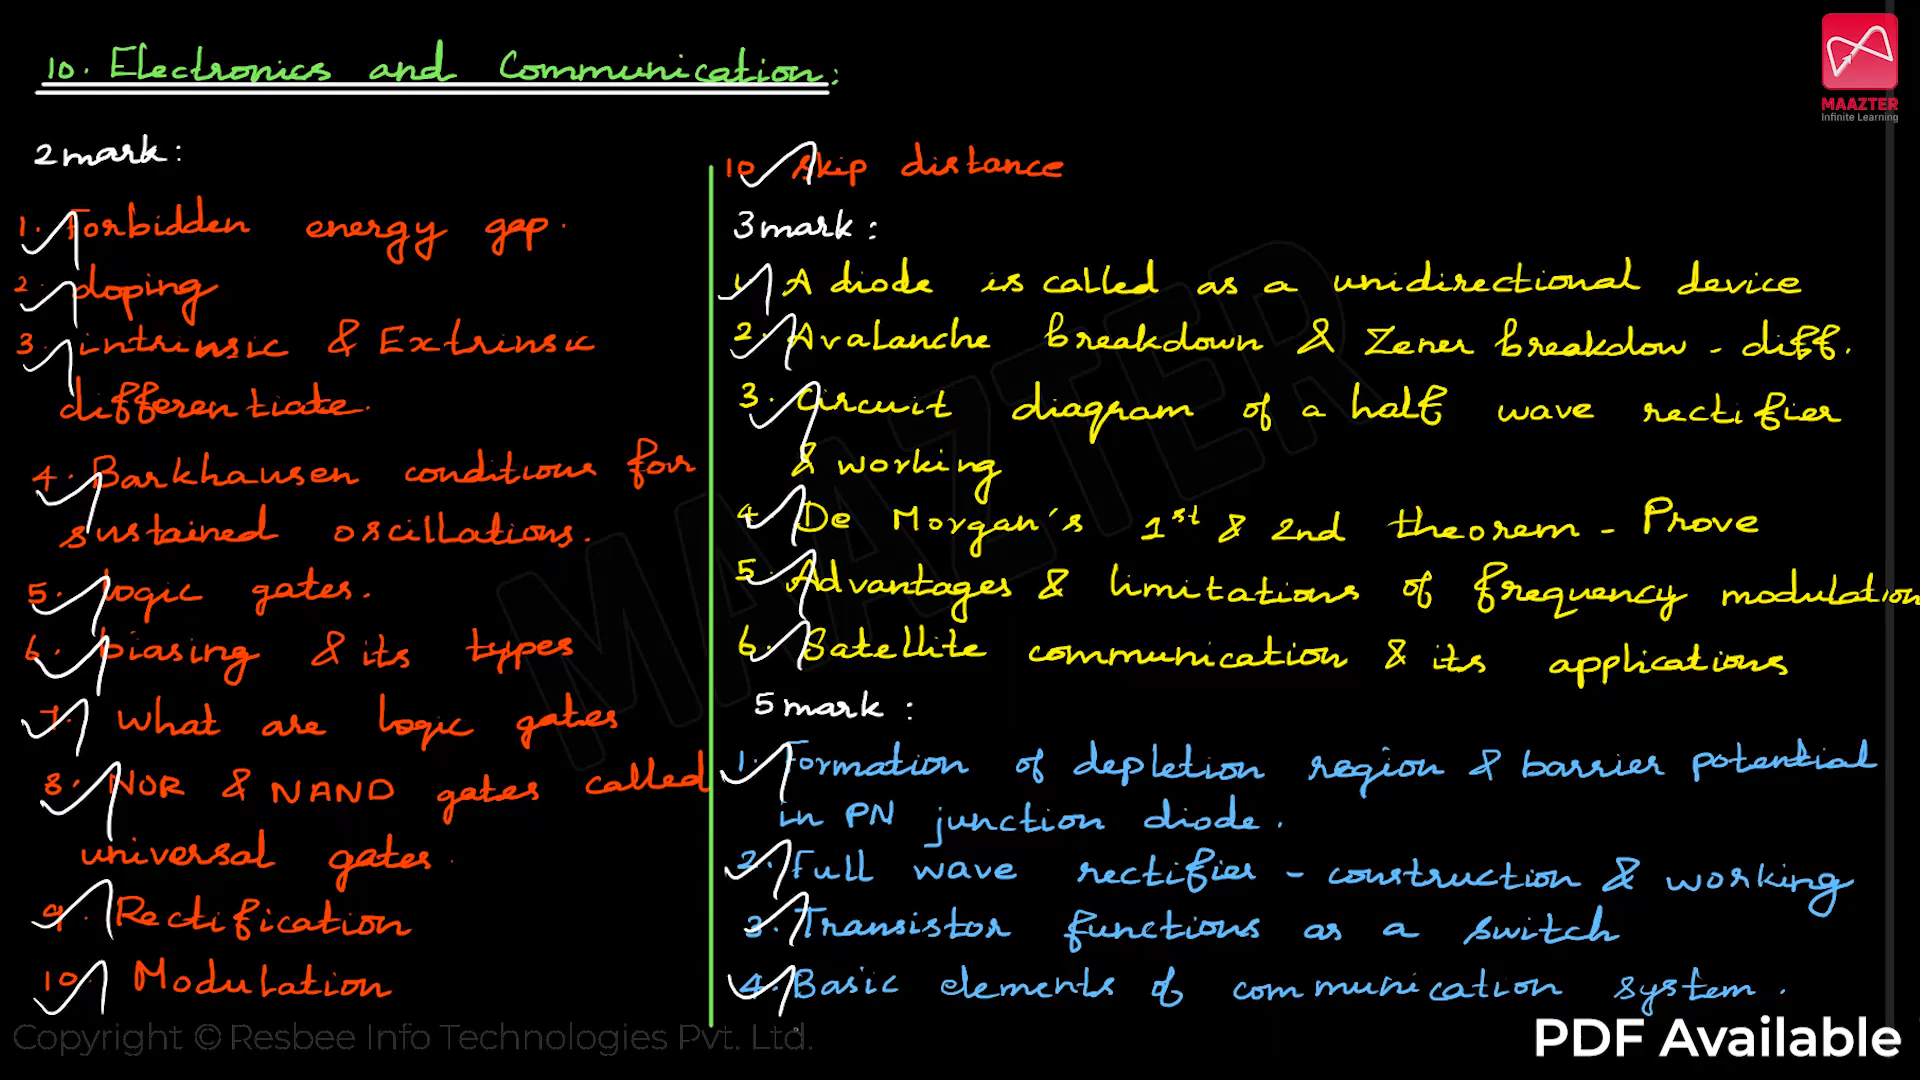 10. Electronics and Communication:
MAAZTER
Infinite Learning
2 mark:
1. Forbidden energy gap.
2. doping
3. intrinsic & Extrinsic
differentiate.
4. Barkhausen conditions for
sustained oscillations.
5. logic gates.
6. biasing & its types
7. What are logic gates
8. NOR & NAND gates called
universal gates.
9. Rectification
10. Modulation
10. skip distance
3 mark:
1. A diode is called as a unidirectional device
2. Avalanche breakdown & Zener breakdow - diff.
3. Circuit diagram of a half wave rectifier
& working
4. De Morgan's 1st & 2nd theorem - Prove
5. Advantages & limitations of frequency modulation
6. Satellite communication & its applications
5 mark:
1. Formation of depletion region & barrier potential
in PN junction diode.
2. Full wave rectifier - construction & working
3. Transistor functions as a switch
4. Basic elements of communication system.
MAAZTER
Copyright © Resbee Info Technologies Pvt. Ltd.
PDF Available